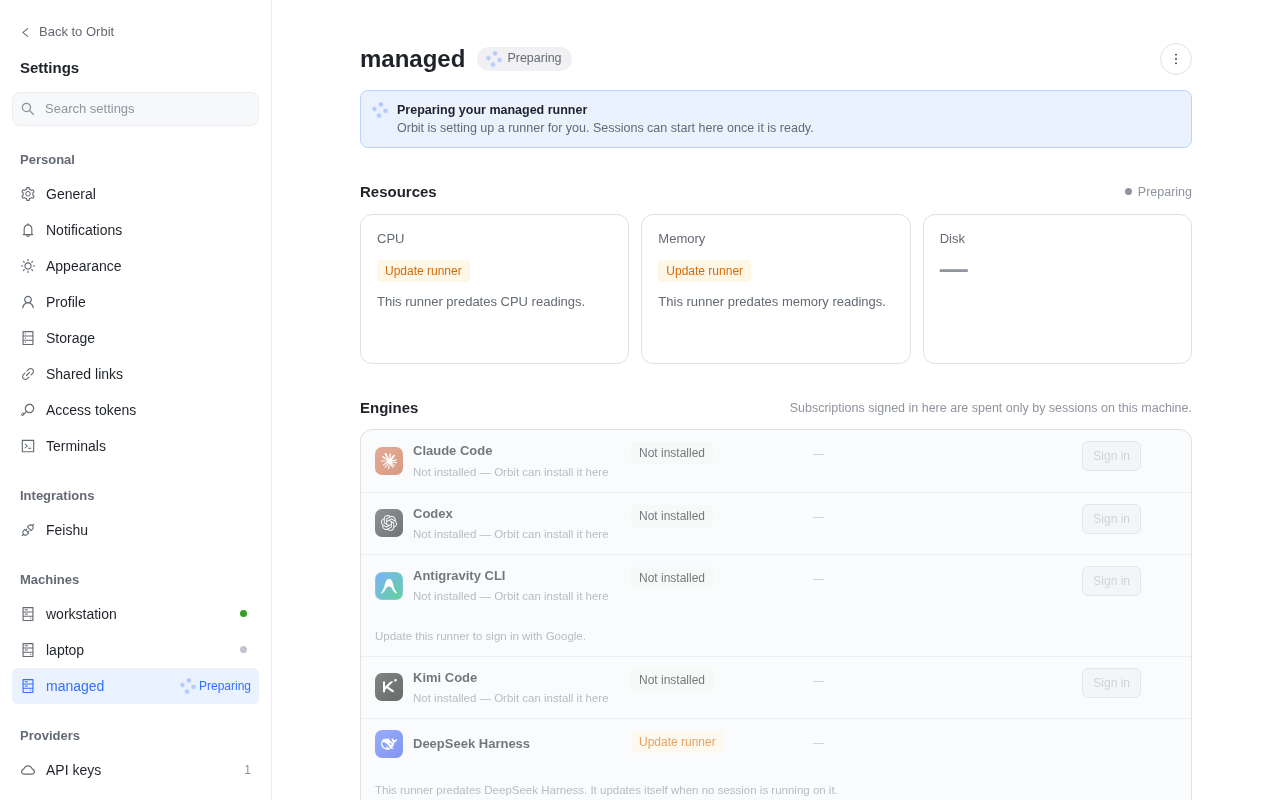 Back to Orbit
Settings
Search settings
Personal
General
Notifications
Appearance
Profile
Storage
Shared links
Access tokens
Terminals
Integrations
Feishu
Machines
workstation
laptop
managed Preparing
Providers
API keys 1
managed Preparing
Preparing your managed runner
Orbit is setting up a runner for you. Sessions can start here once it is ready.
Resources Preparing
CPU
Update runner
This runner predates CPU readings.
Memory
Update runner
This runner predates memory readings.
Disk
—
Engines Subscriptions signed in here are spent only by sessions on this machine.
Claude Code Not installed — Sign in
Not installed — Orbit can install it here
Codex Not installed — Sign in
Not installed — Orbit can install it here
Antigravity CLI Not installed — Sign in
Not installed — Orbit can install it here
Update this runner to sign in with Google.
Kimi Code Not installed — Sign in
Not installed — Orbit can install it here
DeepSeek Harness Update runner —
This runner predates DeepSeek Harness. It updates itself when no session is running on it.